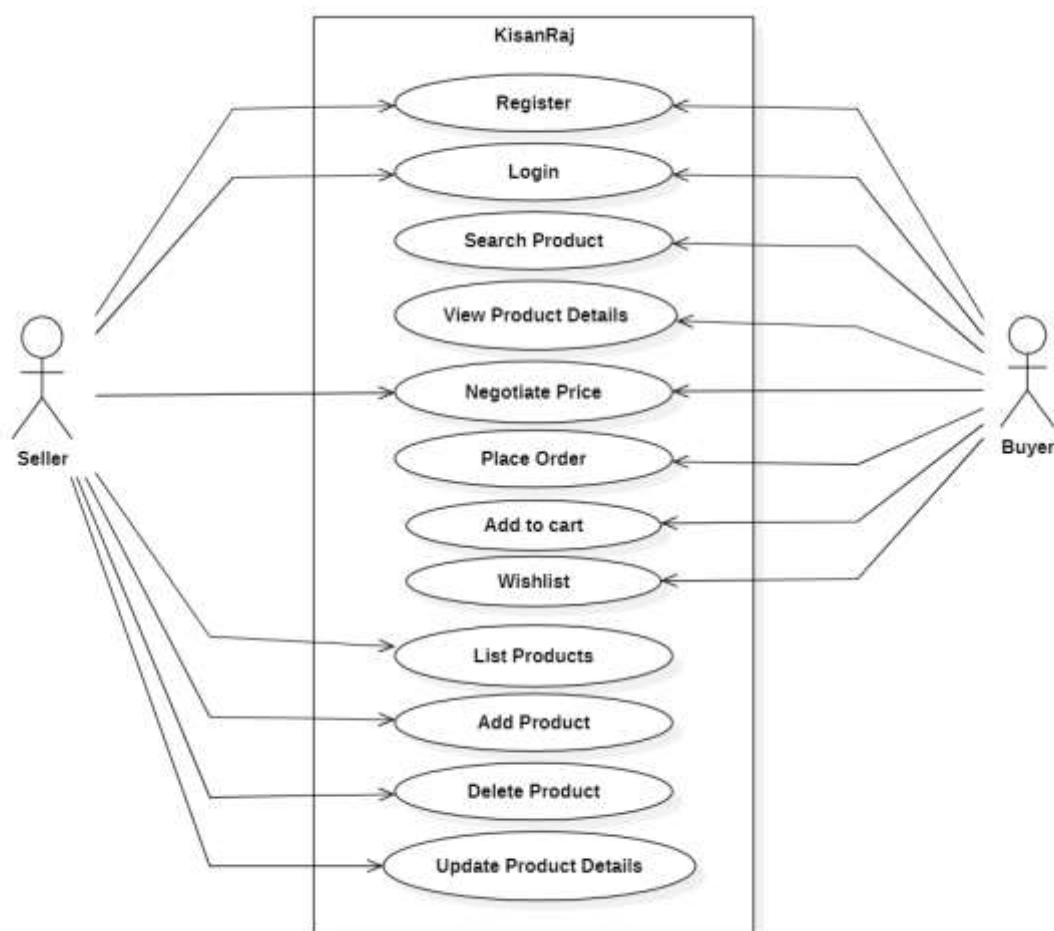 KisanRaj
Register
Login
Search Product
View Product Details
Negotiate Price
Seller
Buyer
Place Order
Add to cart
Wishlist
List Products
Add Product
Delete Product
Update Product Details